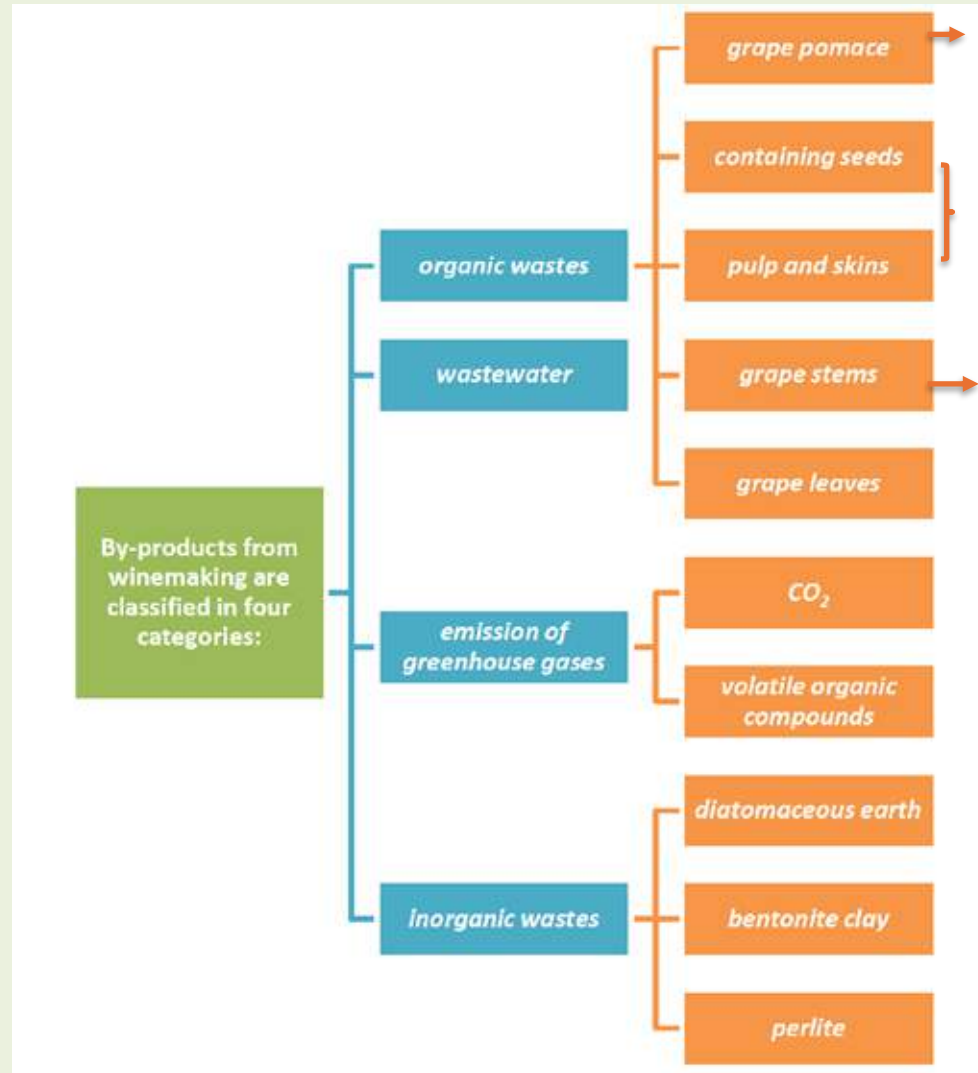 grape pomace
containing seeds
organic wastes
pulp and skins
wastewater
grape stems
grape leaves
By-products from
winemaking are
classified in four
categories:
emission of
greenhouse gases
CO₂
volatile organic
compounds
inorganic wastes
diatomaceous earth
bentonite clay
perlite